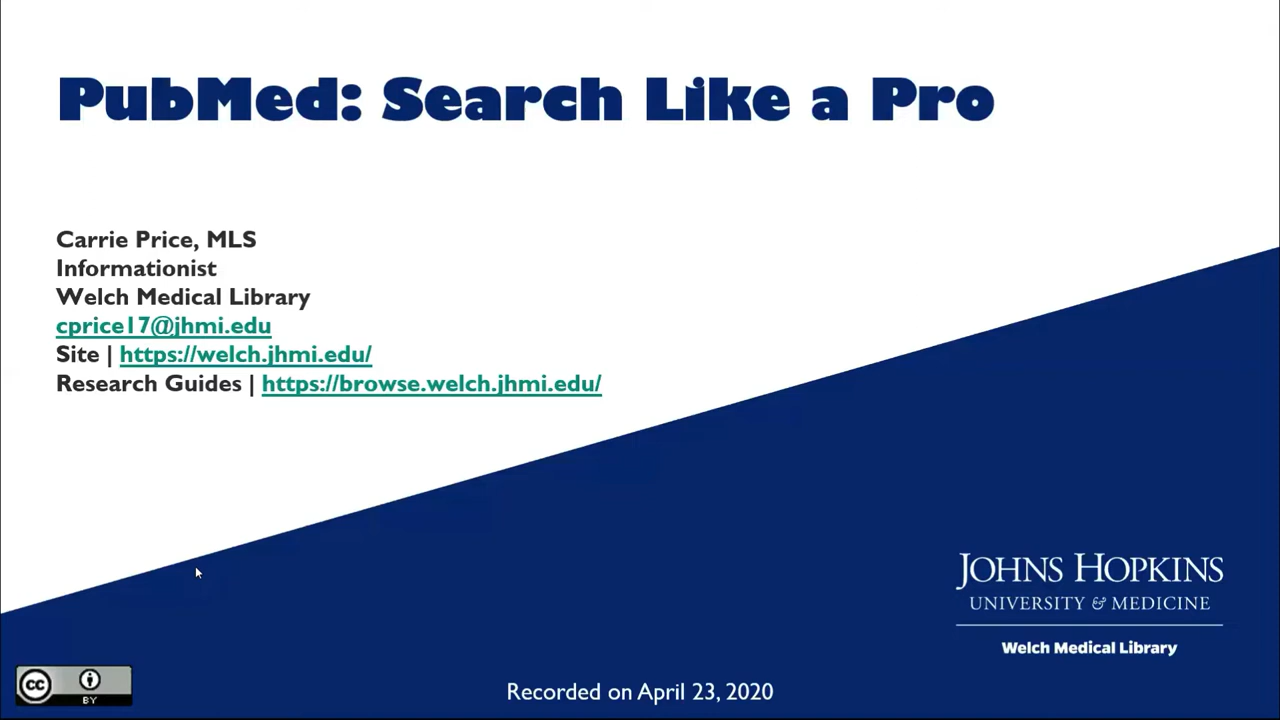 PubMed: Search Like a Pro
Carrie Price, MLS
Informationist
Welch Medical Library
cprice17@jhmi.edu
Site | https://welch.jhmi.edu/
Research Guides | https://browse.welch.jhmi.edu/
JOHNS HOPKINS
UNIVERSITY & MEDICINE
Welch Medical Library
cc
BY
Recorded on April 23, 2020